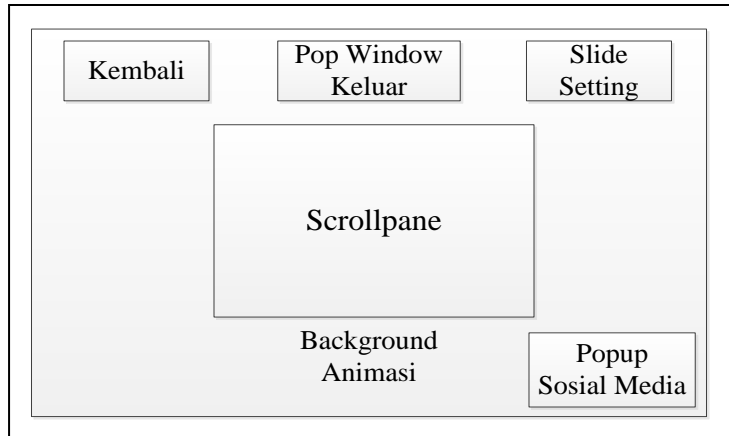 Kembali
Pop Window
Keluar
Slide
Setting
Scrollpane
Background
Animasi
Popup
Sosial Media